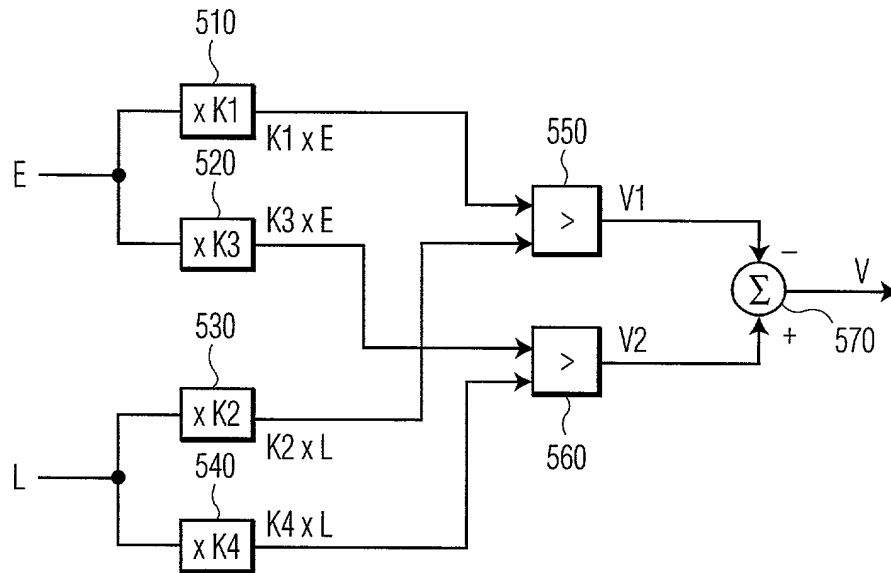 510
x K1
K1 x E
E
520
x K3
K3 x E
550
>
V1
−
Σ
V
570
+
530
x K2
K2 x L
V2
>
560
L
540
x K4
K4 x L